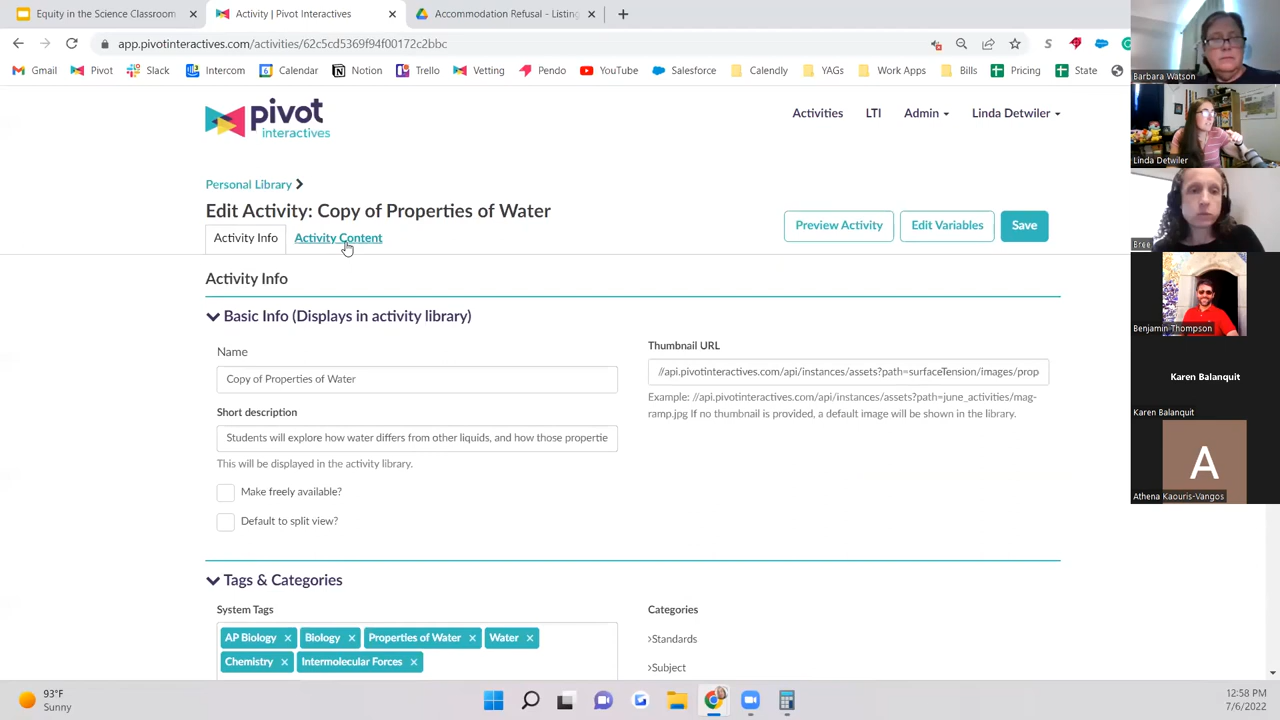 Equity in the Science Classroom
Activity | Pivot Interactives
Accommodation Refusal - Listing
app.pivotinteractives.com/activities/62c5cd5369f94f00172c2bbc
Gmail
Pivot
Slack
Intercom
Calendar
Notion
Trello
Vetting
Pendo
YouTube
Salesforce
Calendly
YAGs
Work Apps
Bills
Pricing
State
pivot
interactives
Activities
LTI
Admin
Linda Detwiler
Personal Library
Edit Activity: Copy of Properties of Water
Activity Info
Activity Content
Preview Activity
Edit Variables
Save
Activity Info
Basic Info (Displays in activity library)
Name
Copy of Properties of Water
Short description
Students will explore how water differs from other liquids, and how those propertie
This will be displayed in the activity library.
Make freely available?
Default to split view?
Thumbnail URL
//api.pivotinteractives.com/api/instances/assets?path=surfaceTension/images/prop
Example: //api.pivotinteractives.com/api/instances/assets?path=june_activities/mag-
ramp.jpg If no thumbnail is provided, a default image will be shown in the library.
Tags & Categories
System Tags
AP Biology ×
Biology ×
Properties of Water ×
Water ×
Chemistry ×
Intermolecular Forces ×
Categories
Standards
Subject
Barbara Watson
Linda Detwiler
Bree
Benjamin Thompson
Karen Balanquit
Karen Balanquit
A
Athena Kaouris-Vangos
93°F
Sunny
12:58 PM
7/6/2022